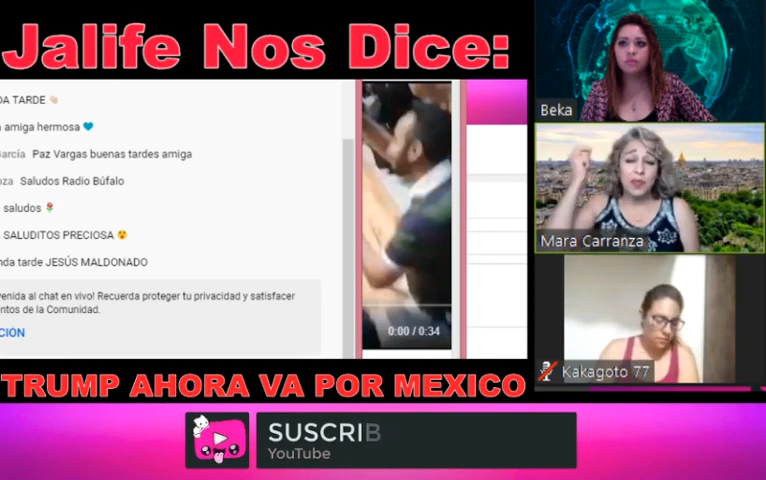 Jalife Nos Dice:
DA TARDE
amiga hermosa
García Paz Vargas buenas tardes amiga
oza Saludos Radio Búfalo
saludos
SALUDITOS PRECIOSA
nda tarde JESÚS MALDONADO
venida al chat en vivo! Recuerda proteger tu privacidad y satisfacer
ntos de la Comunidad.
CIÓN
0:00 / 0:34
Beka
Mara Carranza
Kakagoto 77
TRUMP AHORA VA POR MEXICO
SUSCRIB
YouTube